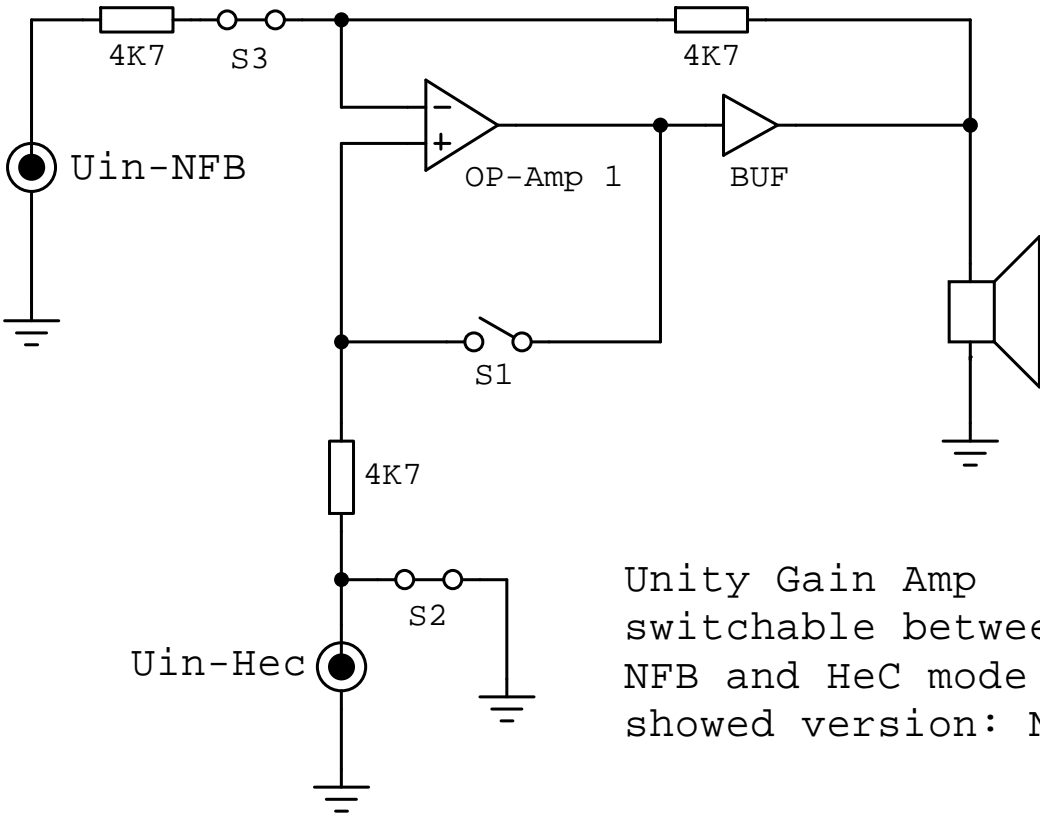 4K7
S3
4K7
Uin-NFB
OP-Amp 1
BUF
S1
4K7
S2
Uin-Hec
Unity Gain Amp
switchable betwee
NFB and HeC mode
showed version: N